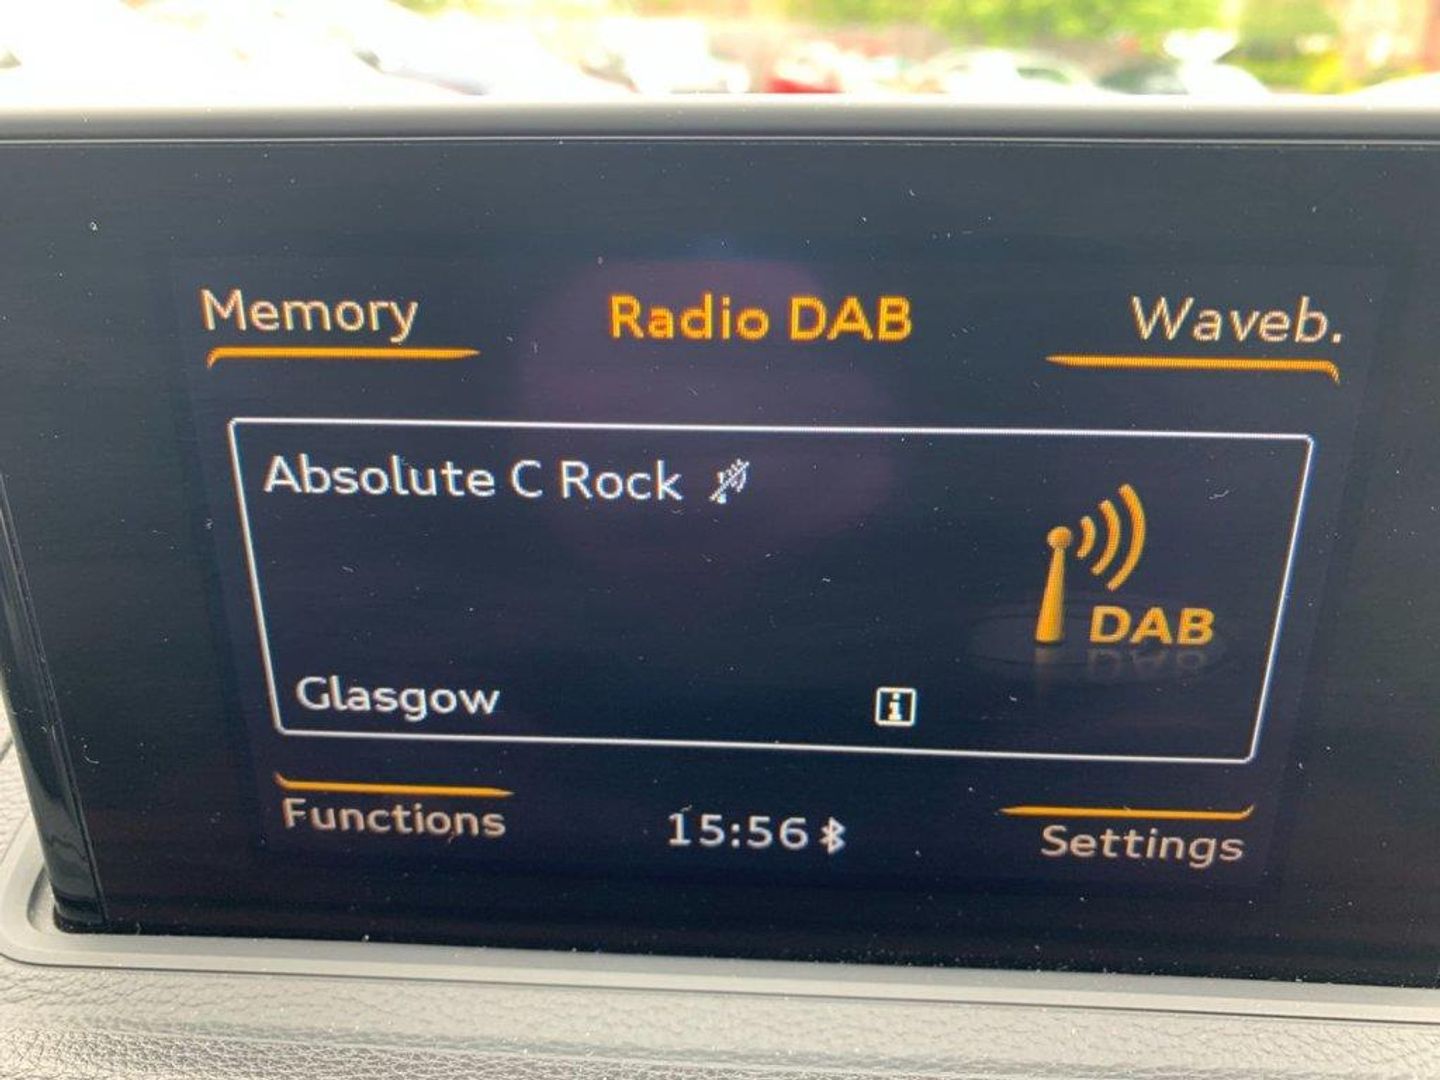 Memory
Radio DAB
Waveb.
Absolute C Rock
DAB
Glasgow
i
Functions
15:56
Settings